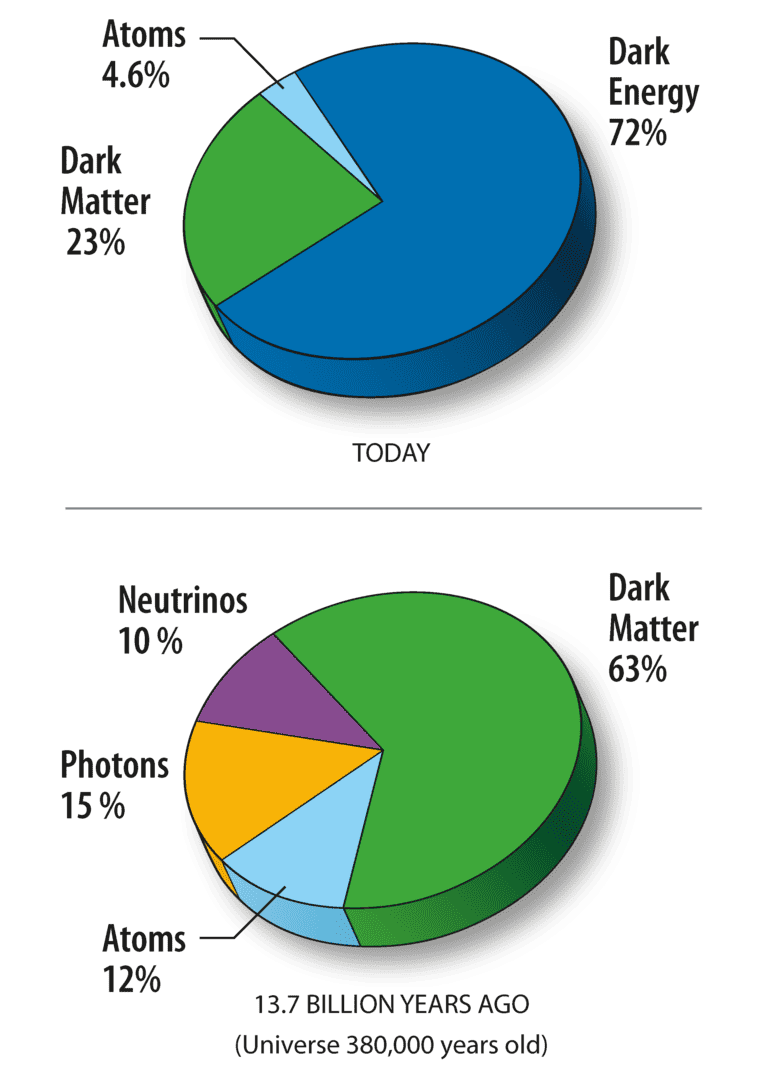 Atoms
4.6%
Dark
Energy
72%
Dark
Matter
23%
TODAY
Neutrinos
10 %
Dark
Matter
63%
Photons
15 %
Atoms
12%
13.7 BILLION YEARS AGO
(Universe 380,000 years old)